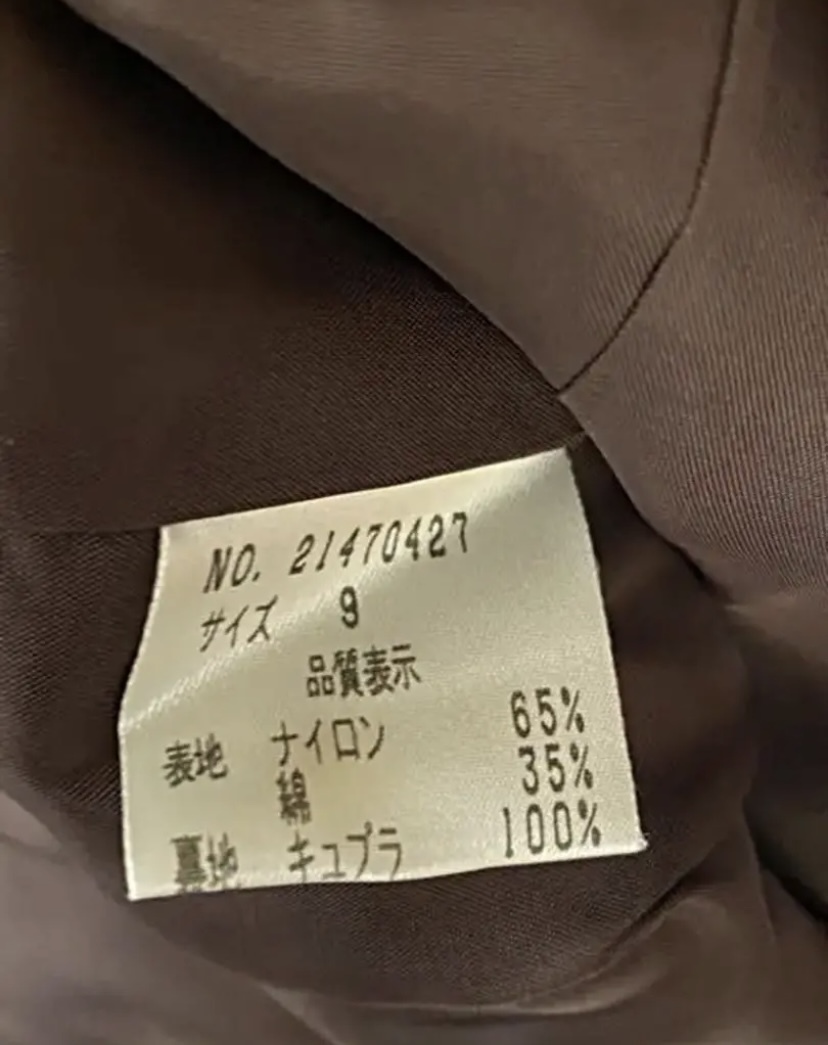 NO. 21470427
サイズ 9
品質表示
表地 ナイロン 65%
綿 35%
裏地 キュプラ 100%